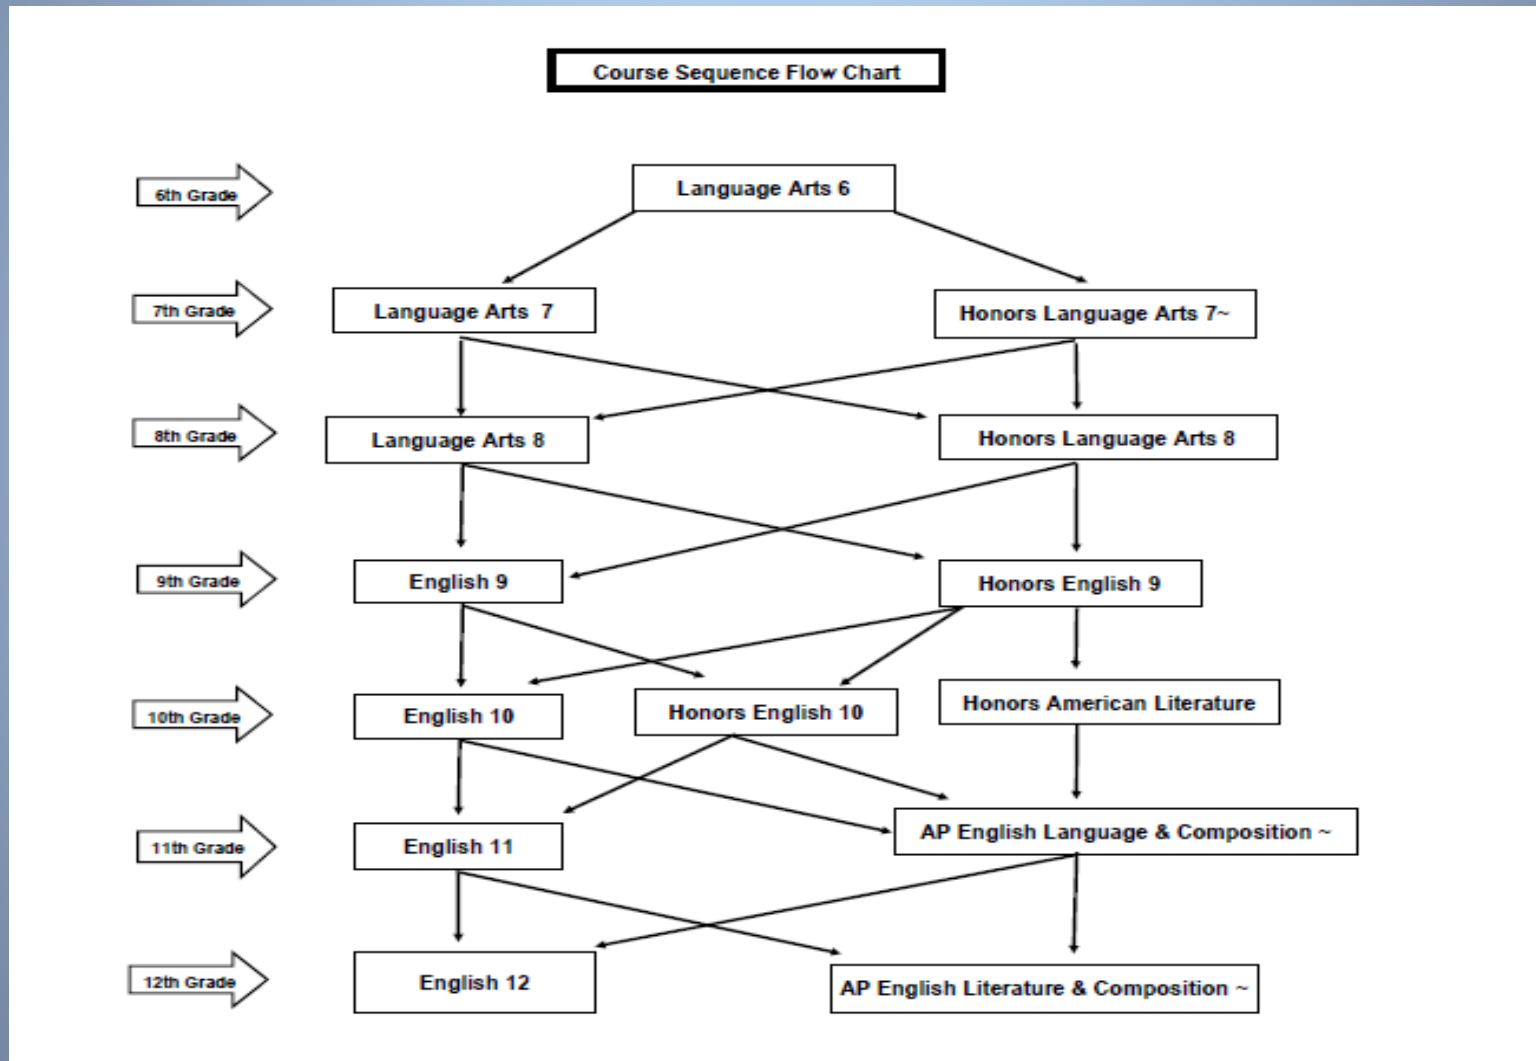 Course Sequence Flow Chart
6th Grade
Language Arts 6
7th Grade
Language Arts 7
Honors Language Arts 7~
8th Grade
Language Arts 8
Honors Language Arts 8
9th Grade
English 9
Honors English 9
10th Grade
English 10
Honors English 10
Honors American Literature
11th Grade
English 11
AP English Language & Composition ~
12th Grade
English 12
AP English Literature & Composition ~